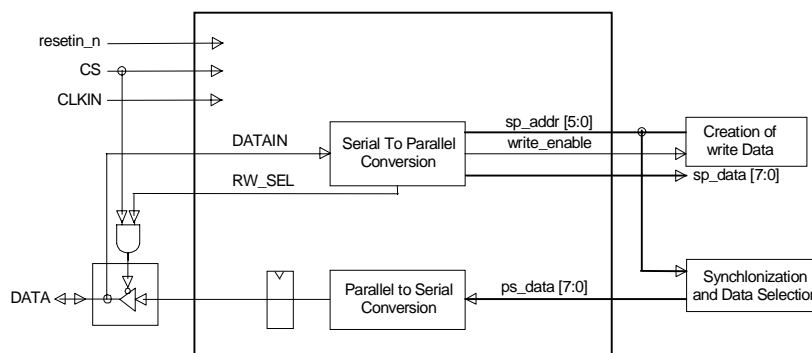 resetin_n
CS
CLKIN
DATAIN
RW_SEL
DATA
Serial To Parallel
Conversion
sp_addr [5:0]
write_enable
sp_data [7:0]
Creation of
write Data
Parallel to Serial
Conversion
ps_data [7:0]
Synchlonization
and Data Selection